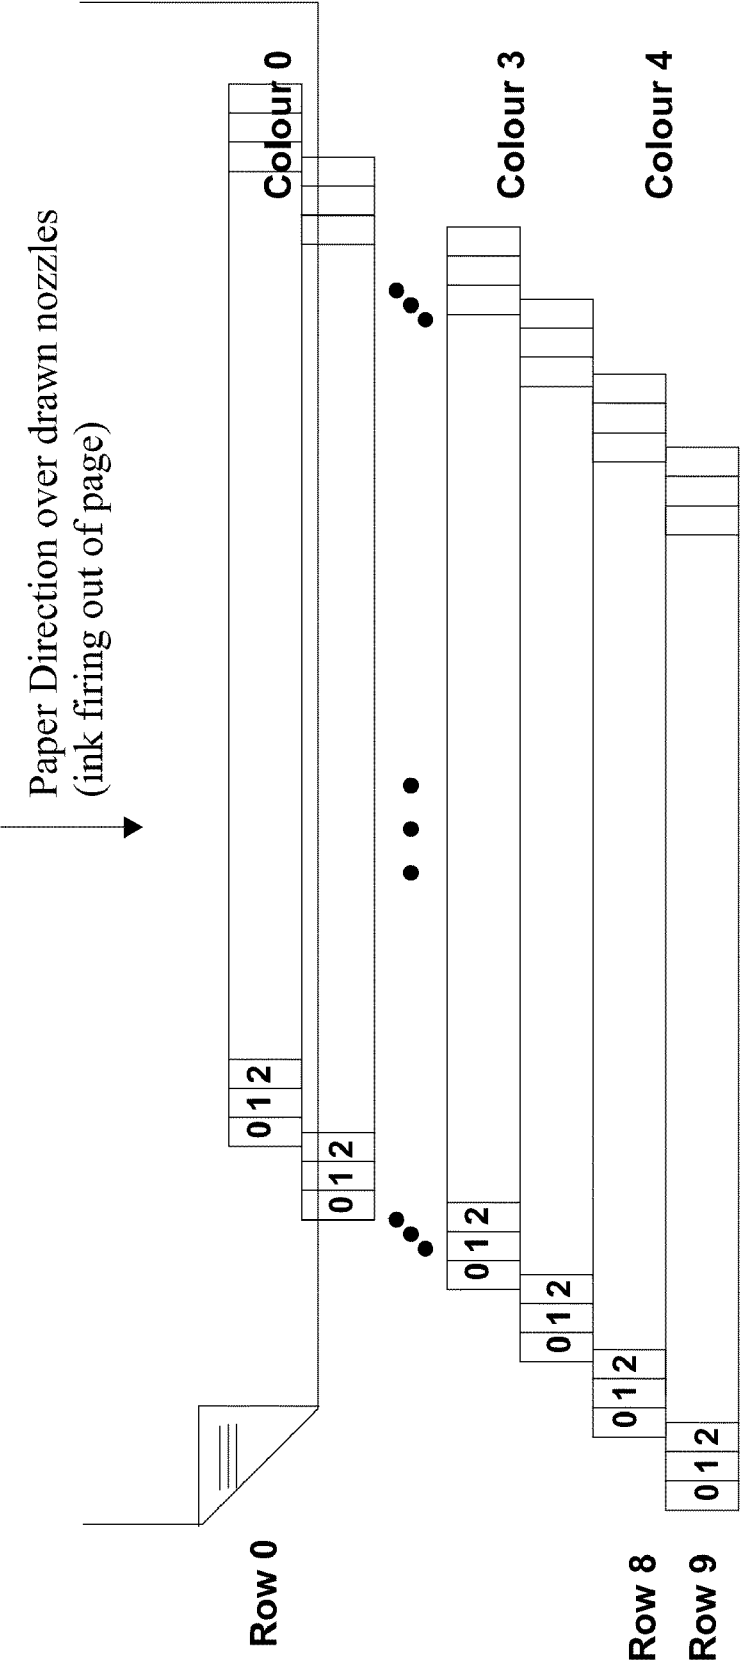 Paper Direction over drawn nozzles
(ink firing out of page)
Row 0
0 1 2
Colour 0
0 1 2
0 1 2
Colour 3
0 1 2
Row 8
0 1 2
Colour 4
Row 9
0 1 2